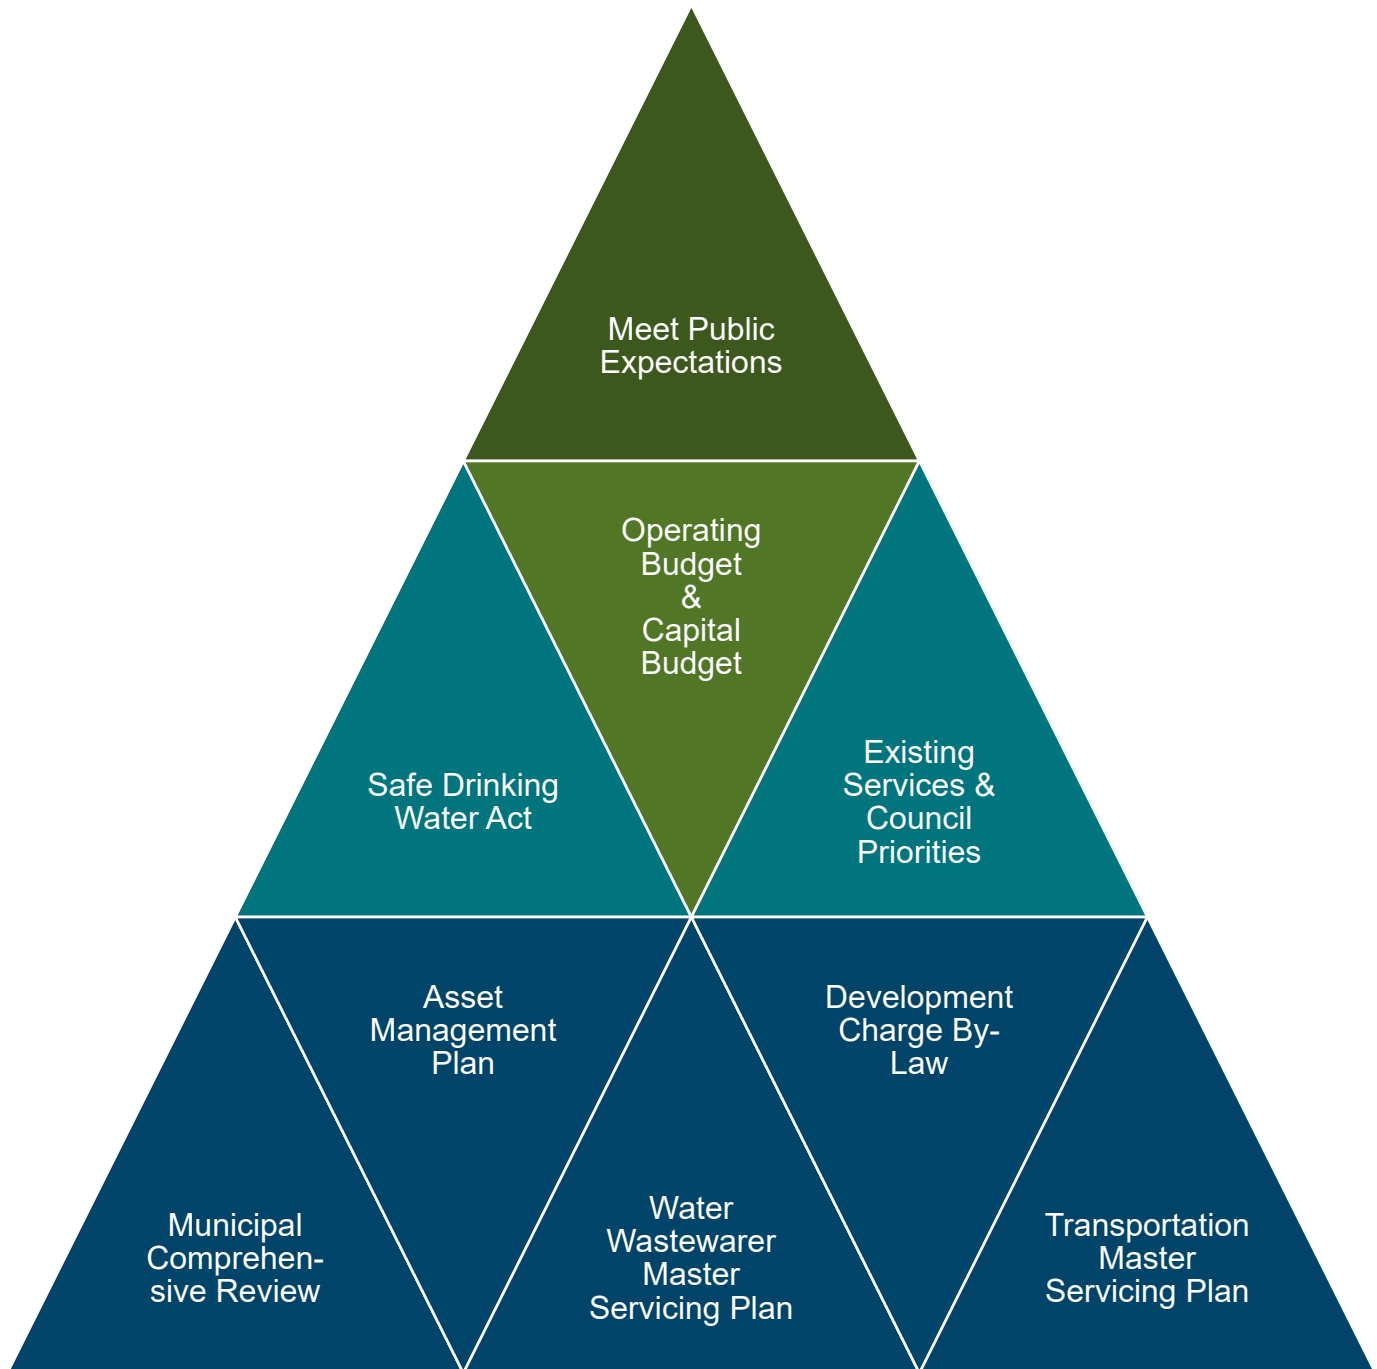 Meet Public
Expectations
Operating
Budget
&
Capital
Budget
Safe Drinking
Water Act
Existing
Services &
Council
Priorities
Asset
Management
Plan
Development
Charge By-
Law
Municipal
Comprehen-
sive Review
Water
Wastewarer
Master
Servicing Plan
Transportation
Master
Servicing Plan